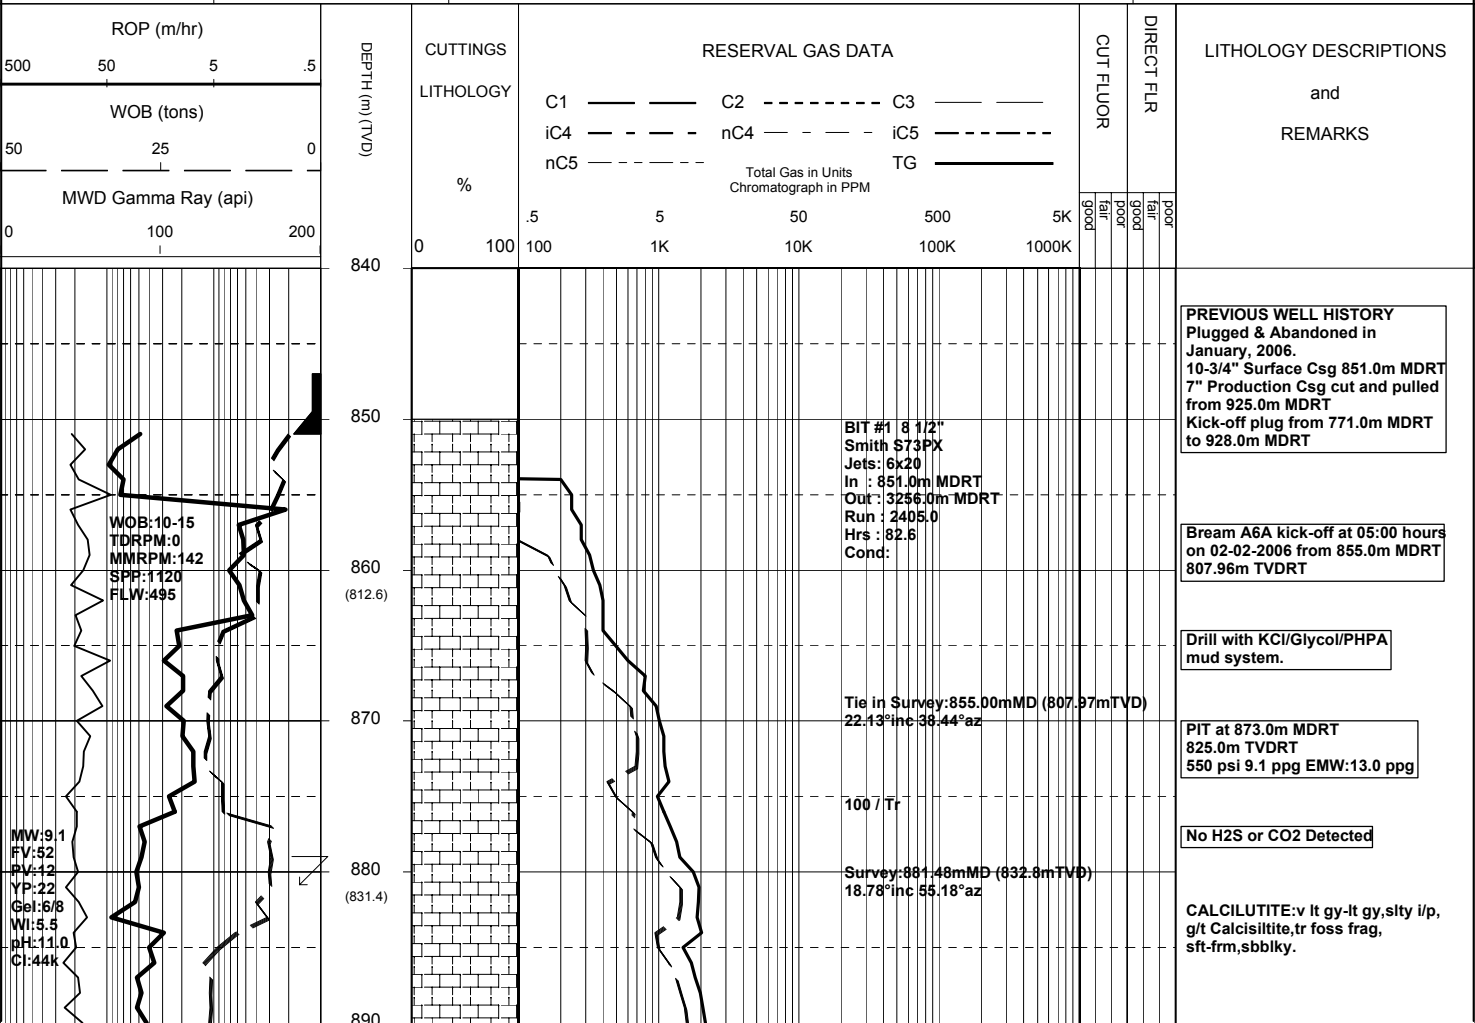 ROP (m/hr)
500 50 5 .5
WOB (tons)
50 25 0
MWD Gamma Ray (api)
0 100 200
DEPTH (m) (TVD)
CUTTINGS
LITHOLOGY
%
0 100
RESERVAL GAS DATA
C1 C2 C3
iC4 nC4 iC5
nC5 TG
Total Gas in Units
Chromatograph in PPM
.5 5 50 500 5K
100 1K 10K 100K 1000K
CUT FLUOR
good fair poor
DIRECT FLR
good fair poor
LITHOLOGY DESCRIPTIONS
and
REMARKS
840
850
860
(812.6)
870
880
(831.4)
890
WOB:10-15
TDRPM:0
MMRPM:142
SPP:1120
FLW:495
MW:9.1
FV:52
PV:12
YP:22
Gel:6/8
WI:5.5
pH:11.0
Cl:44k
BIT #1 8 1/2"
Smith S73PX
Jets: 6x20
In : 851.0m MDRT
Out : 3256.0m MDRT
Run : 2405.0
Hrs : 82.6
Cond:
Tie in Survey:855.00mMD (807.97mTVD)
22.13°inc 38.44°az
100 / Tr
Survey:881.48mMD (832.8mTVD)
18.78°inc 55.18°az
PREVIOUS WELL HISTORY
Plugged & Abandoned in
January, 2006.
10-3/4" Surface Csg 851.0m MDRT
7" Production Csg cut and pulled
from 925.0m MDRT
Kick-off plug from 771.0m MDRT
to 928.0m MDRT
Bream A6A kick-off at 05:00 hours
on 02-02-2006 from 855.0m MDRT
807.96m TVDRT
Drill with KCl/Glycol/PHPA
mud system.
PIT at 873.0m MDRT
825.0m TVDRT
550 psi 9.1 ppg EMW:13.0 ppg
No H2S or CO2 Detected
CALCILUTITE:v lt gy-lt gy,slty i/p,
g/t Calcisiltite,tr foss frag,
sft-frm,sbblky.